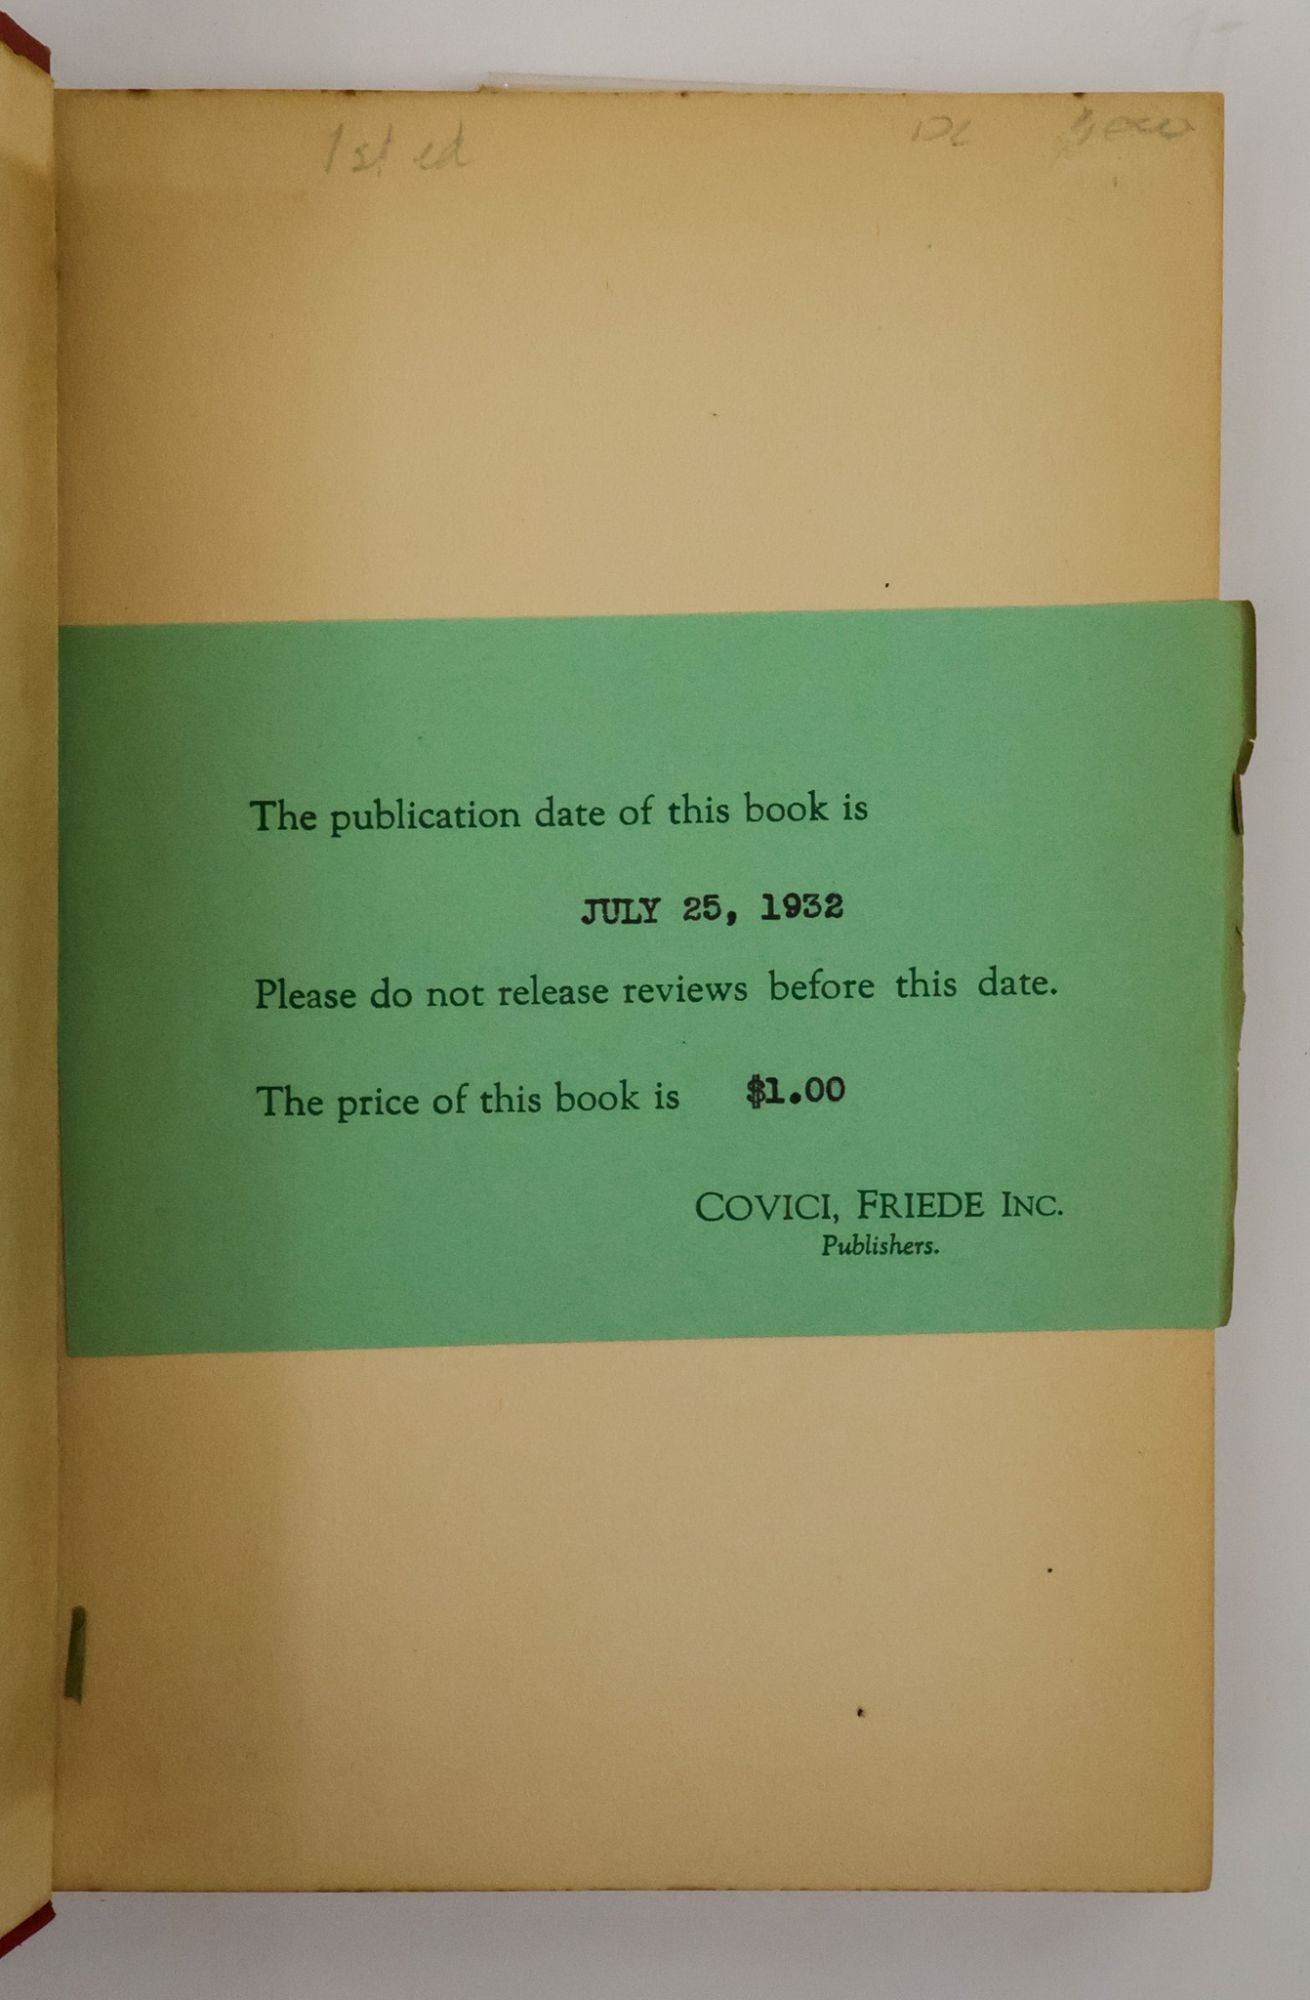 1st ed
The publication date of this book is
JULY 25, 1932
Please do not release reviews before this date.
The price of this book is $1.00
COVICI, FRIEDE INC.
Publishers.